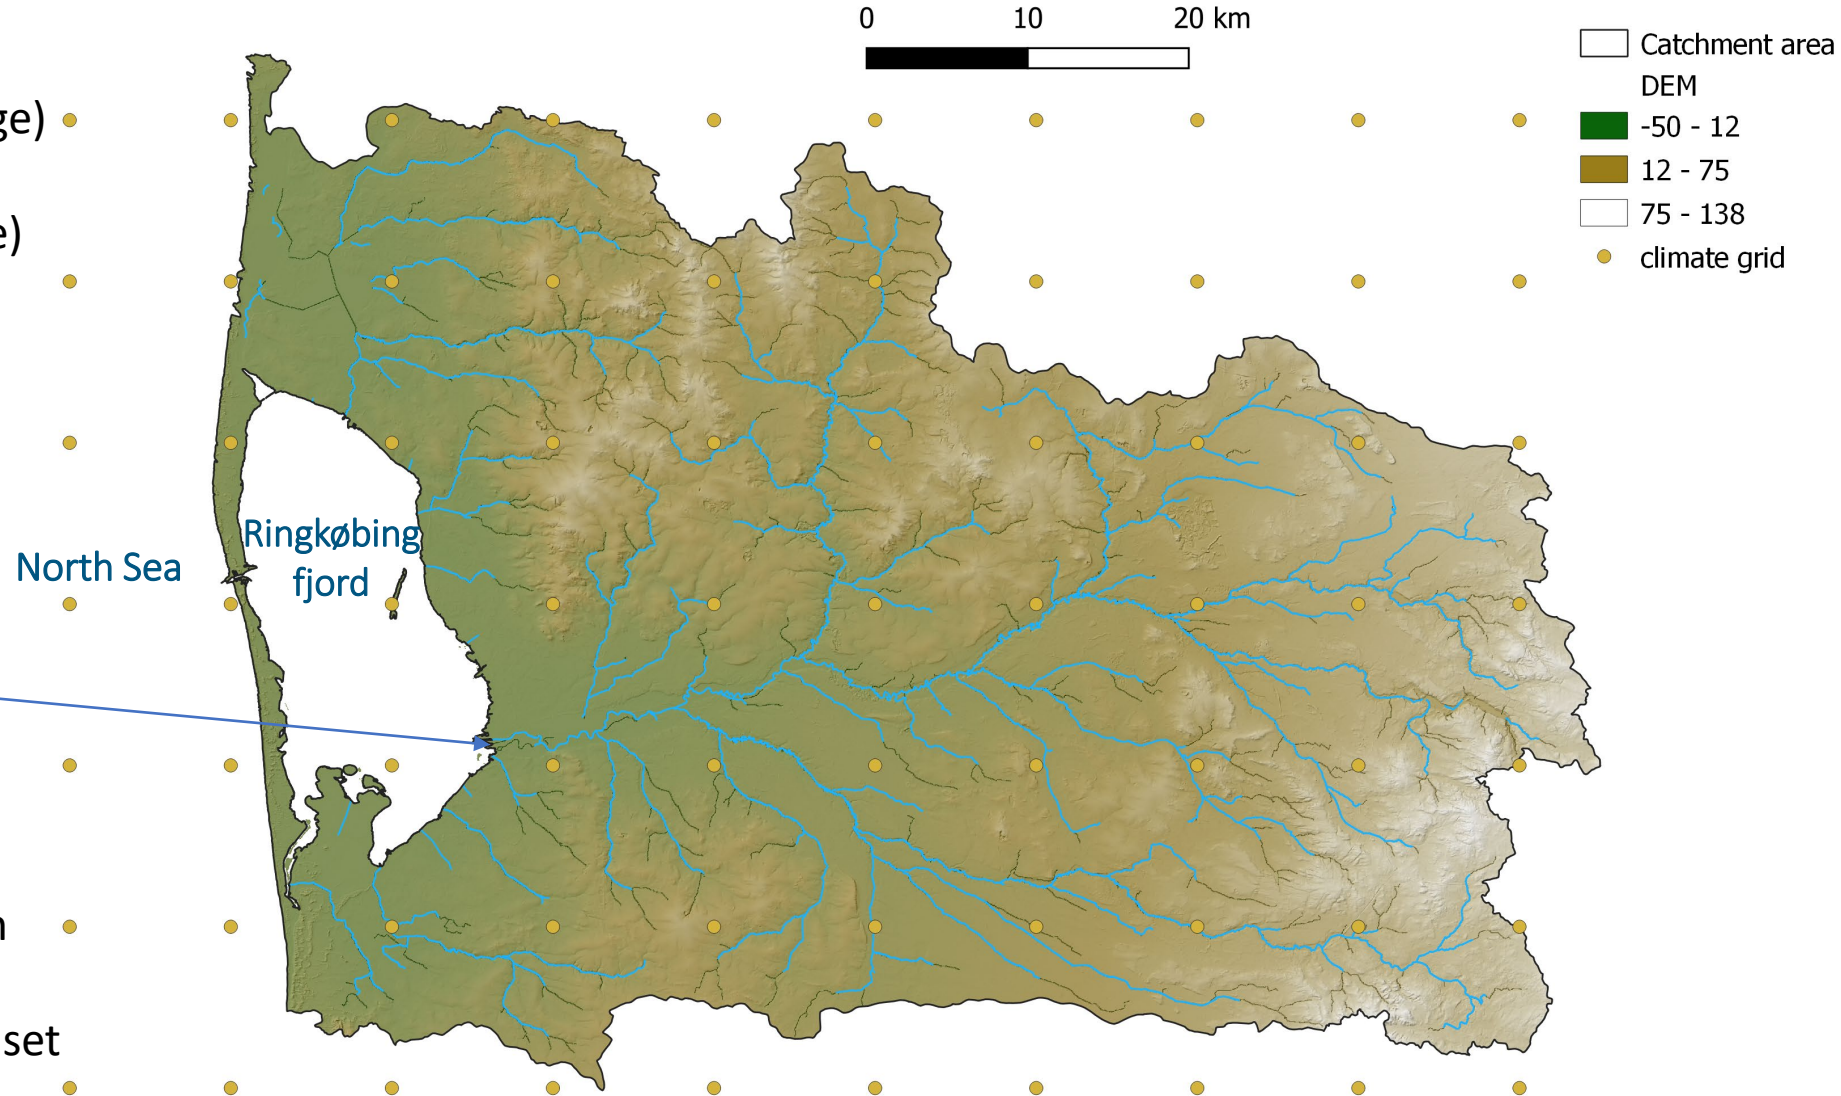 0 10 20 km
Catchment area
DEM
-50 - 12
12 - 75
75 - 138
climate grid
ge)
e)
Ringkøbing
fjord
North Sea
n
set